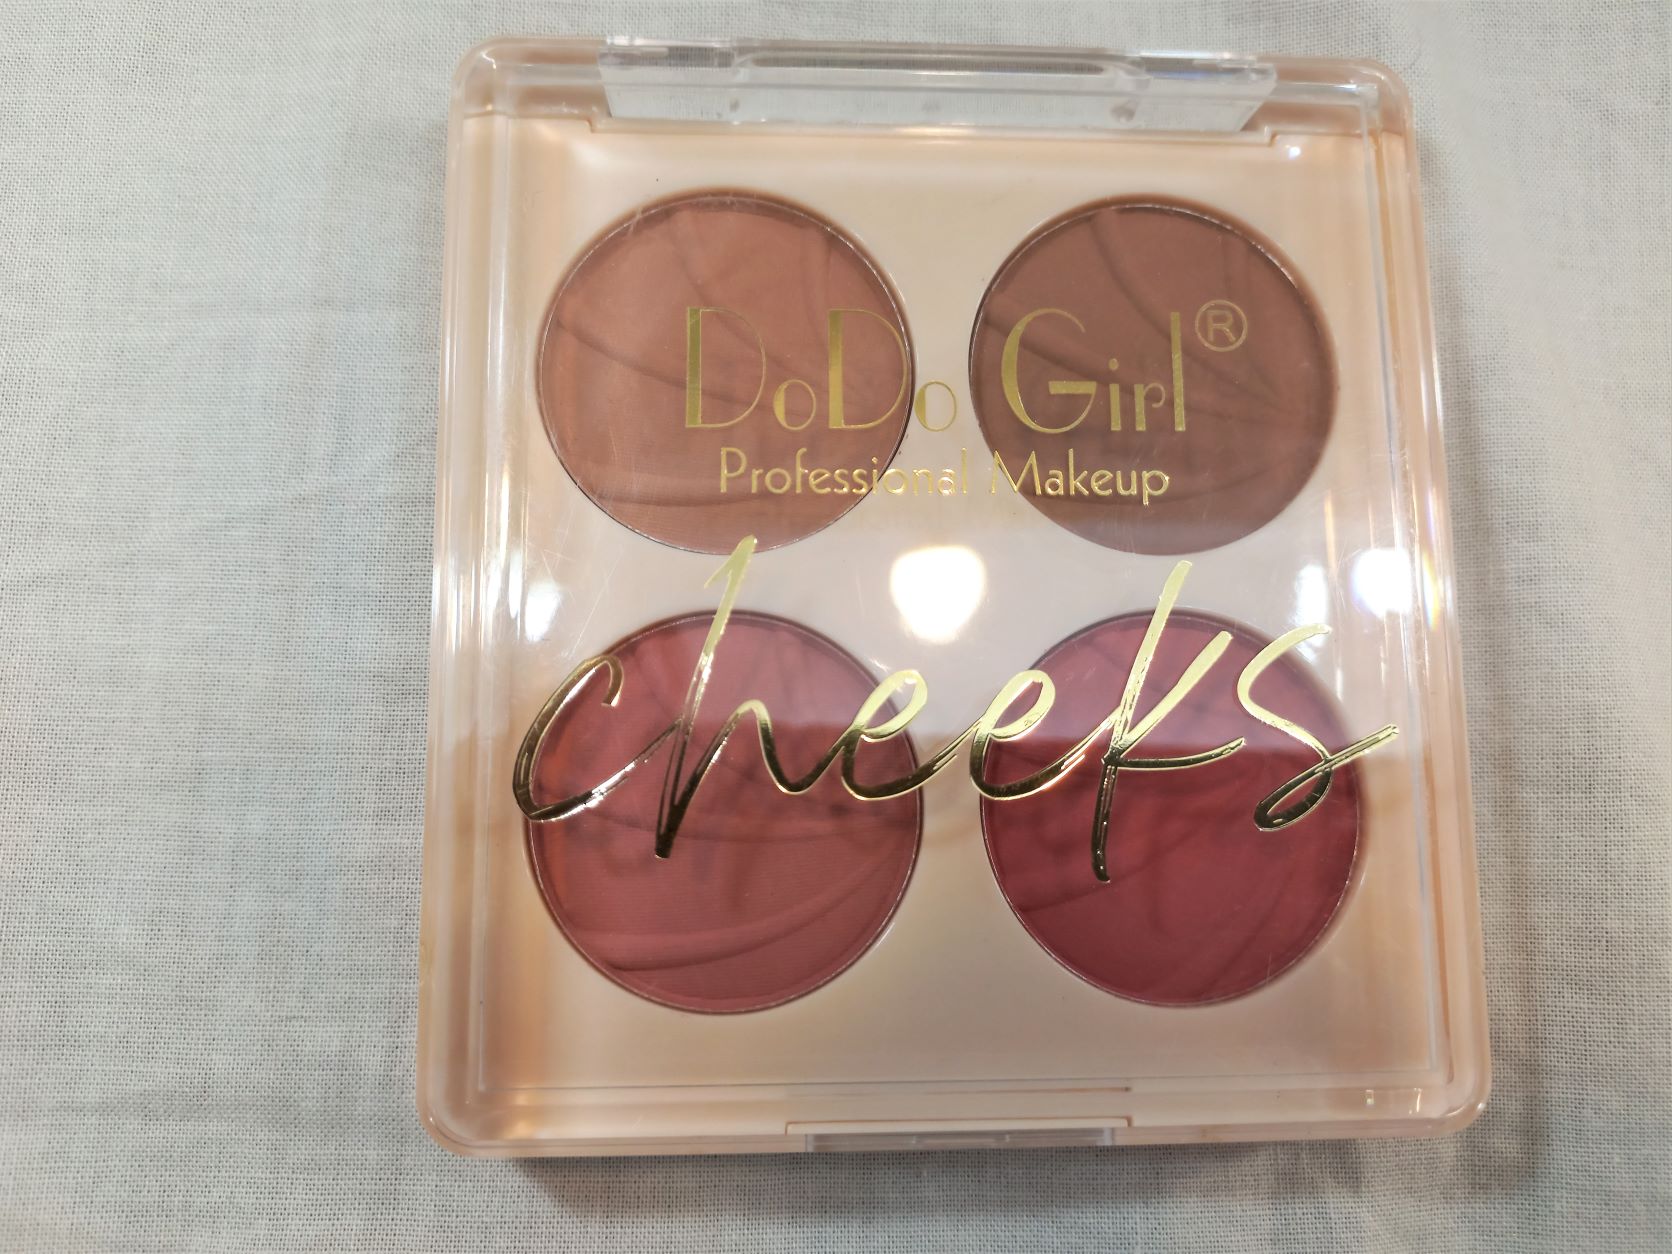 DoDo Girl®
Professional Makeup
cheeks